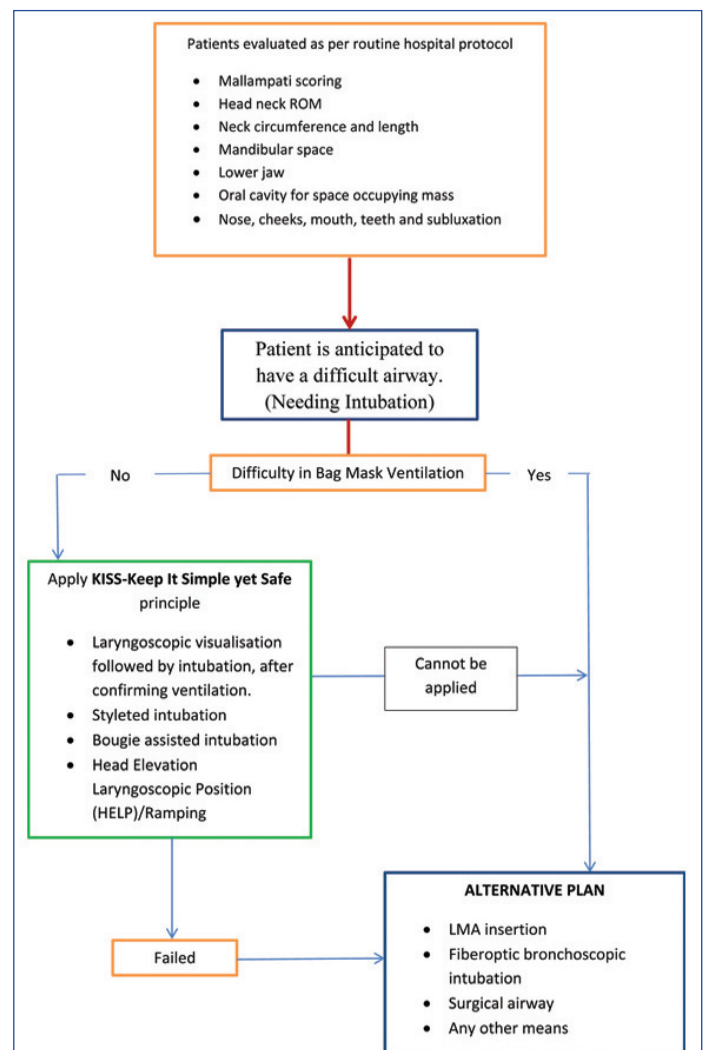 Patients evaluated as per routine hospital protocol
• Mallampati scoring
• Head neck ROM
• Neck circumference and length
• Mandibular space
• Lower jaw
• Oral cavity for space occupying mass
• Nose, cheeks, mouth, teeth and subluxation
Patient is anticipated to
have a difficult airway.
(Needing Intubation)
No
Difficulty in Bag Mask Ventilation
Yes
Apply KISS-Keep It Simple yet Safe
principle
• Laryngoscopic visualisation
followed by intubation, after
confirming ventilation.
• Styleted intubation
• Bougie assisted intubation
• Head Elevation
Laryngoscopic Position
(HELP)/Ramping
Cannot be
applied
Failed
ALTERNATIVE PLAN
• LMA insertion
• Fiberoptic bronchoscopic
intubation
• Surgical airway
• Any other means